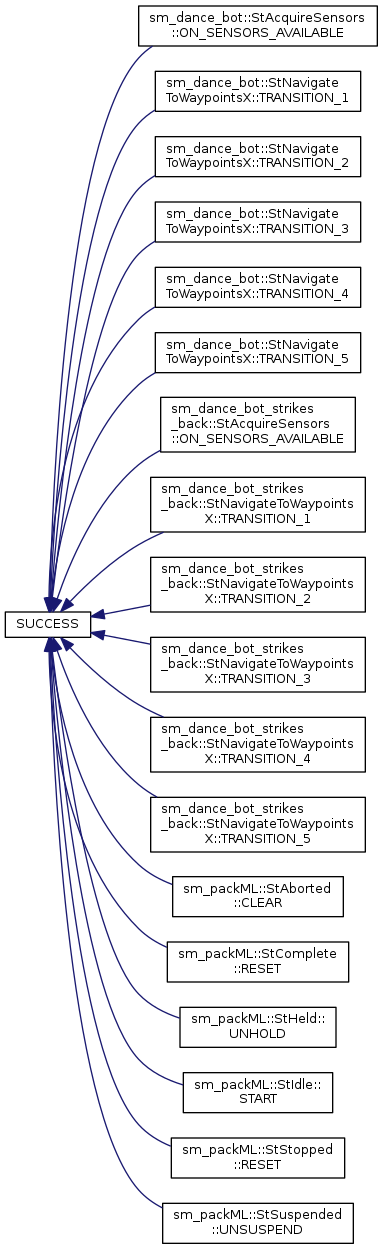 sm_dance_bot::StAcquireSensors
::ON_SENSORS_AVAILABLE
sm_dance_bot::StNavigate
ToWaypointsX::TRANSITION_1
sm_dance_bot::StNavigate
ToWaypointsX::TRANSITION_2
sm_dance_bot::StNavigate
ToWaypointsX::TRANSITION_3
sm_dance_bot::StNavigate
ToWaypointsX::TRANSITION_4
sm_dance_bot::StNavigate
ToWaypointsX::TRANSITION_5
sm_dance_bot_strikes
_back::StAcquireSensors
::ON_SENSORS_AVAILABLE
sm_dance_bot_strikes
_back::StNavigateToWaypoints
X::TRANSITION_1
sm_dance_bot_strikes
_back::StNavigateToWaypoints
X::TRANSITION_2
SUCCESS
sm_dance_bot_strikes
_back::StNavigateToWaypoints
X::TRANSITION_3
sm_dance_bot_strikes
_back::StNavigateToWaypoints
X::TRANSITION_4
sm_dance_bot_strikes
_back::StNavigateToWaypoints
X::TRANSITION_5
sm_packML::StAborted
::CLEAR
sm_packML::StComplete
::RESET
sm_packML::StHeld::
UNHOLD
sm_packML::StIdle::
START
sm_packML::StStopped
::RESET
sm_packML::StSuspended
::UNSUSPEND